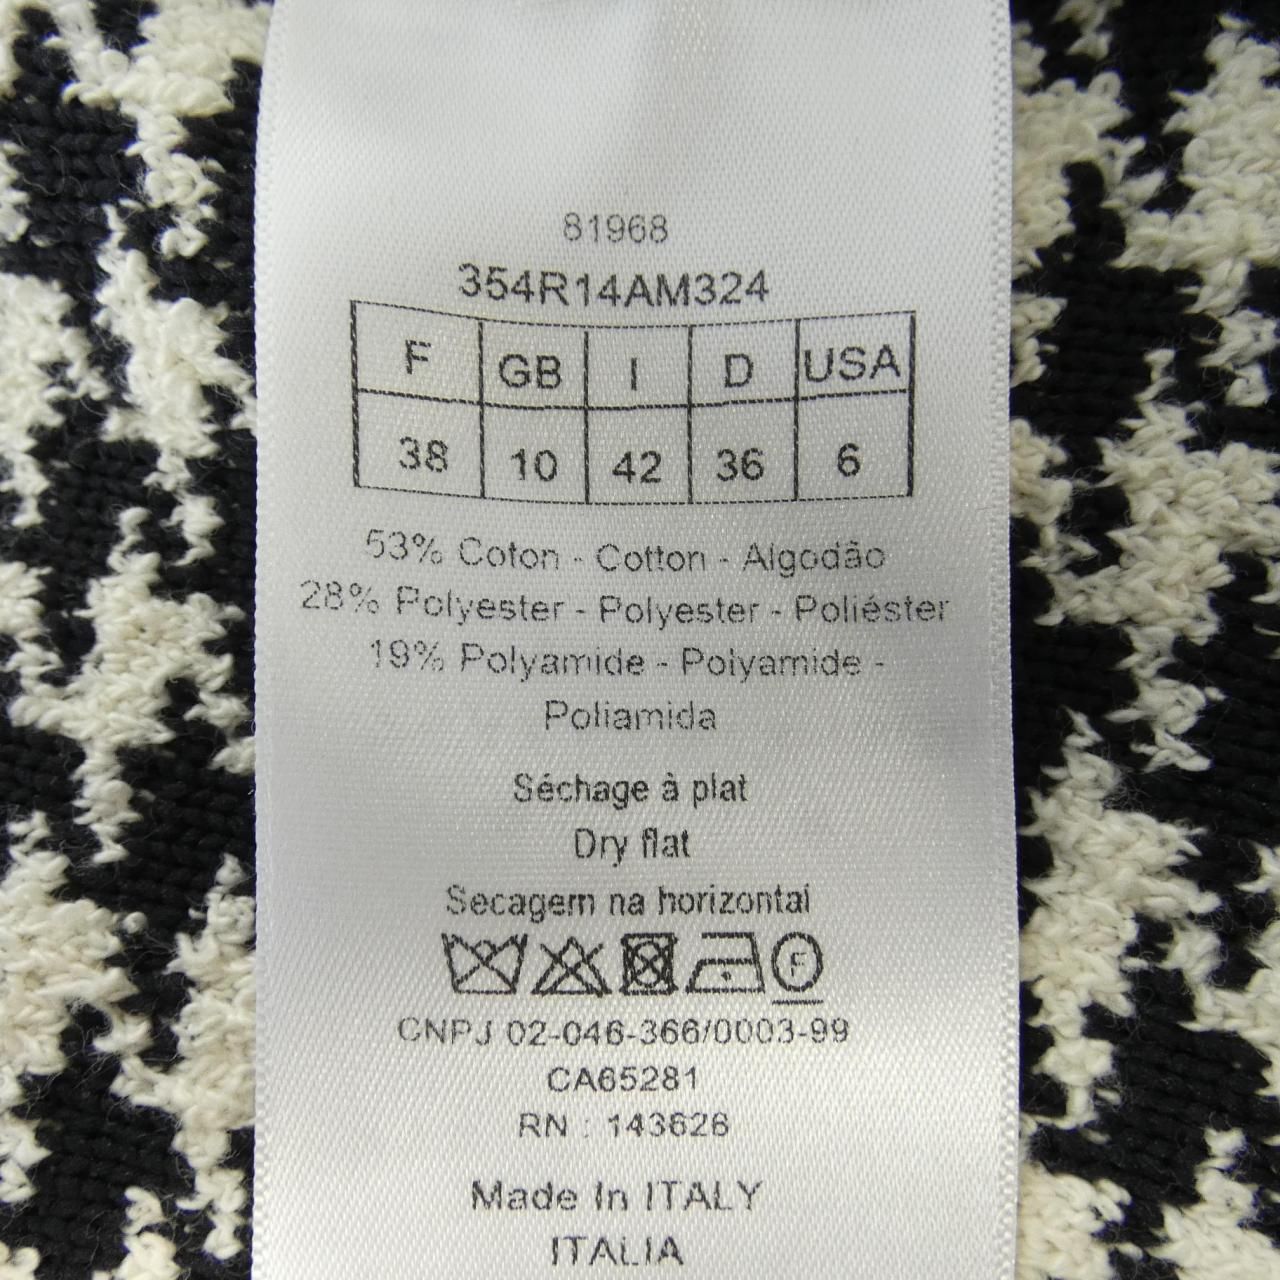 81968
354R14AM324
F GB I D USA
38 10 42 36 6
53% Coton - Cotton - Algodão
28% Polyester - Polyester - Poliéster
19% Polyamide - Polyamide -
Poliamida
Séchage à plat
Dry flat
Secagem na horizontal
F
CNPJ 02-046-366/0003-99
CA65281
RN : 143626
Made In ITALY
ITALIA